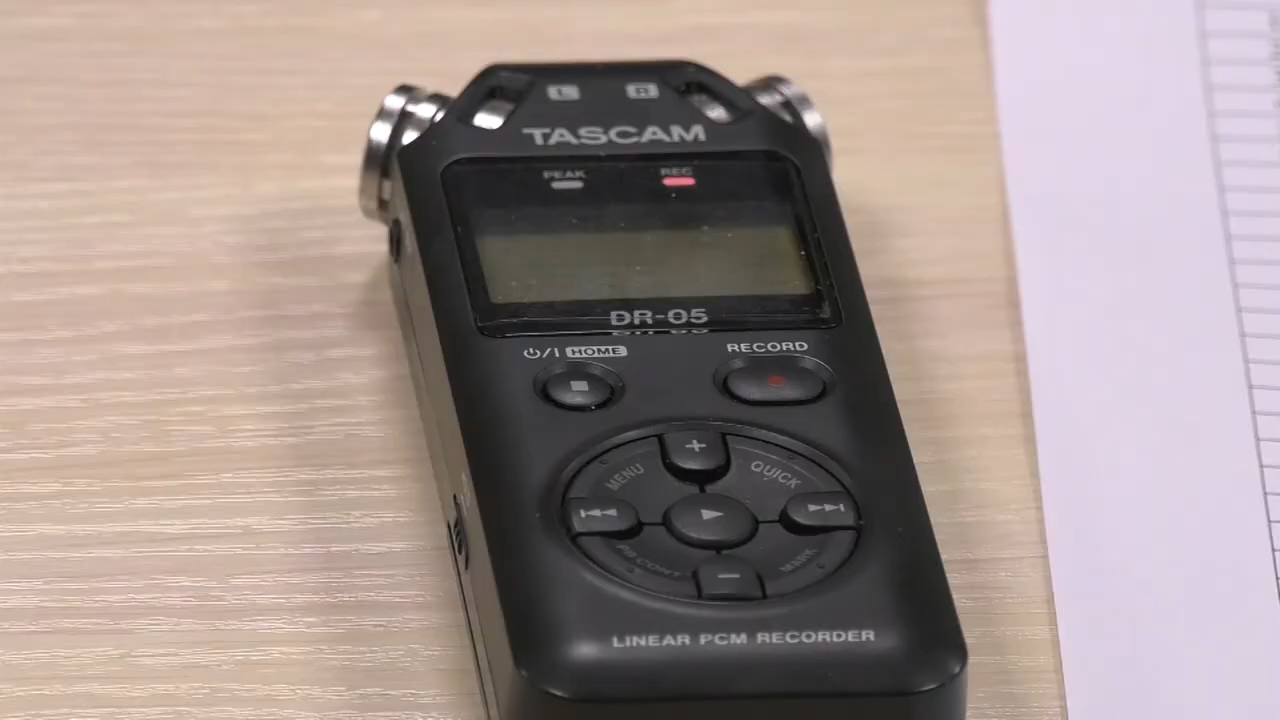 L R
TASCAM
PEAK REC
DR-05
⏻/I HOME
RECORD
+
MENU QUICK
PB CONT MARK
−
LINEAR PCM RECORDER